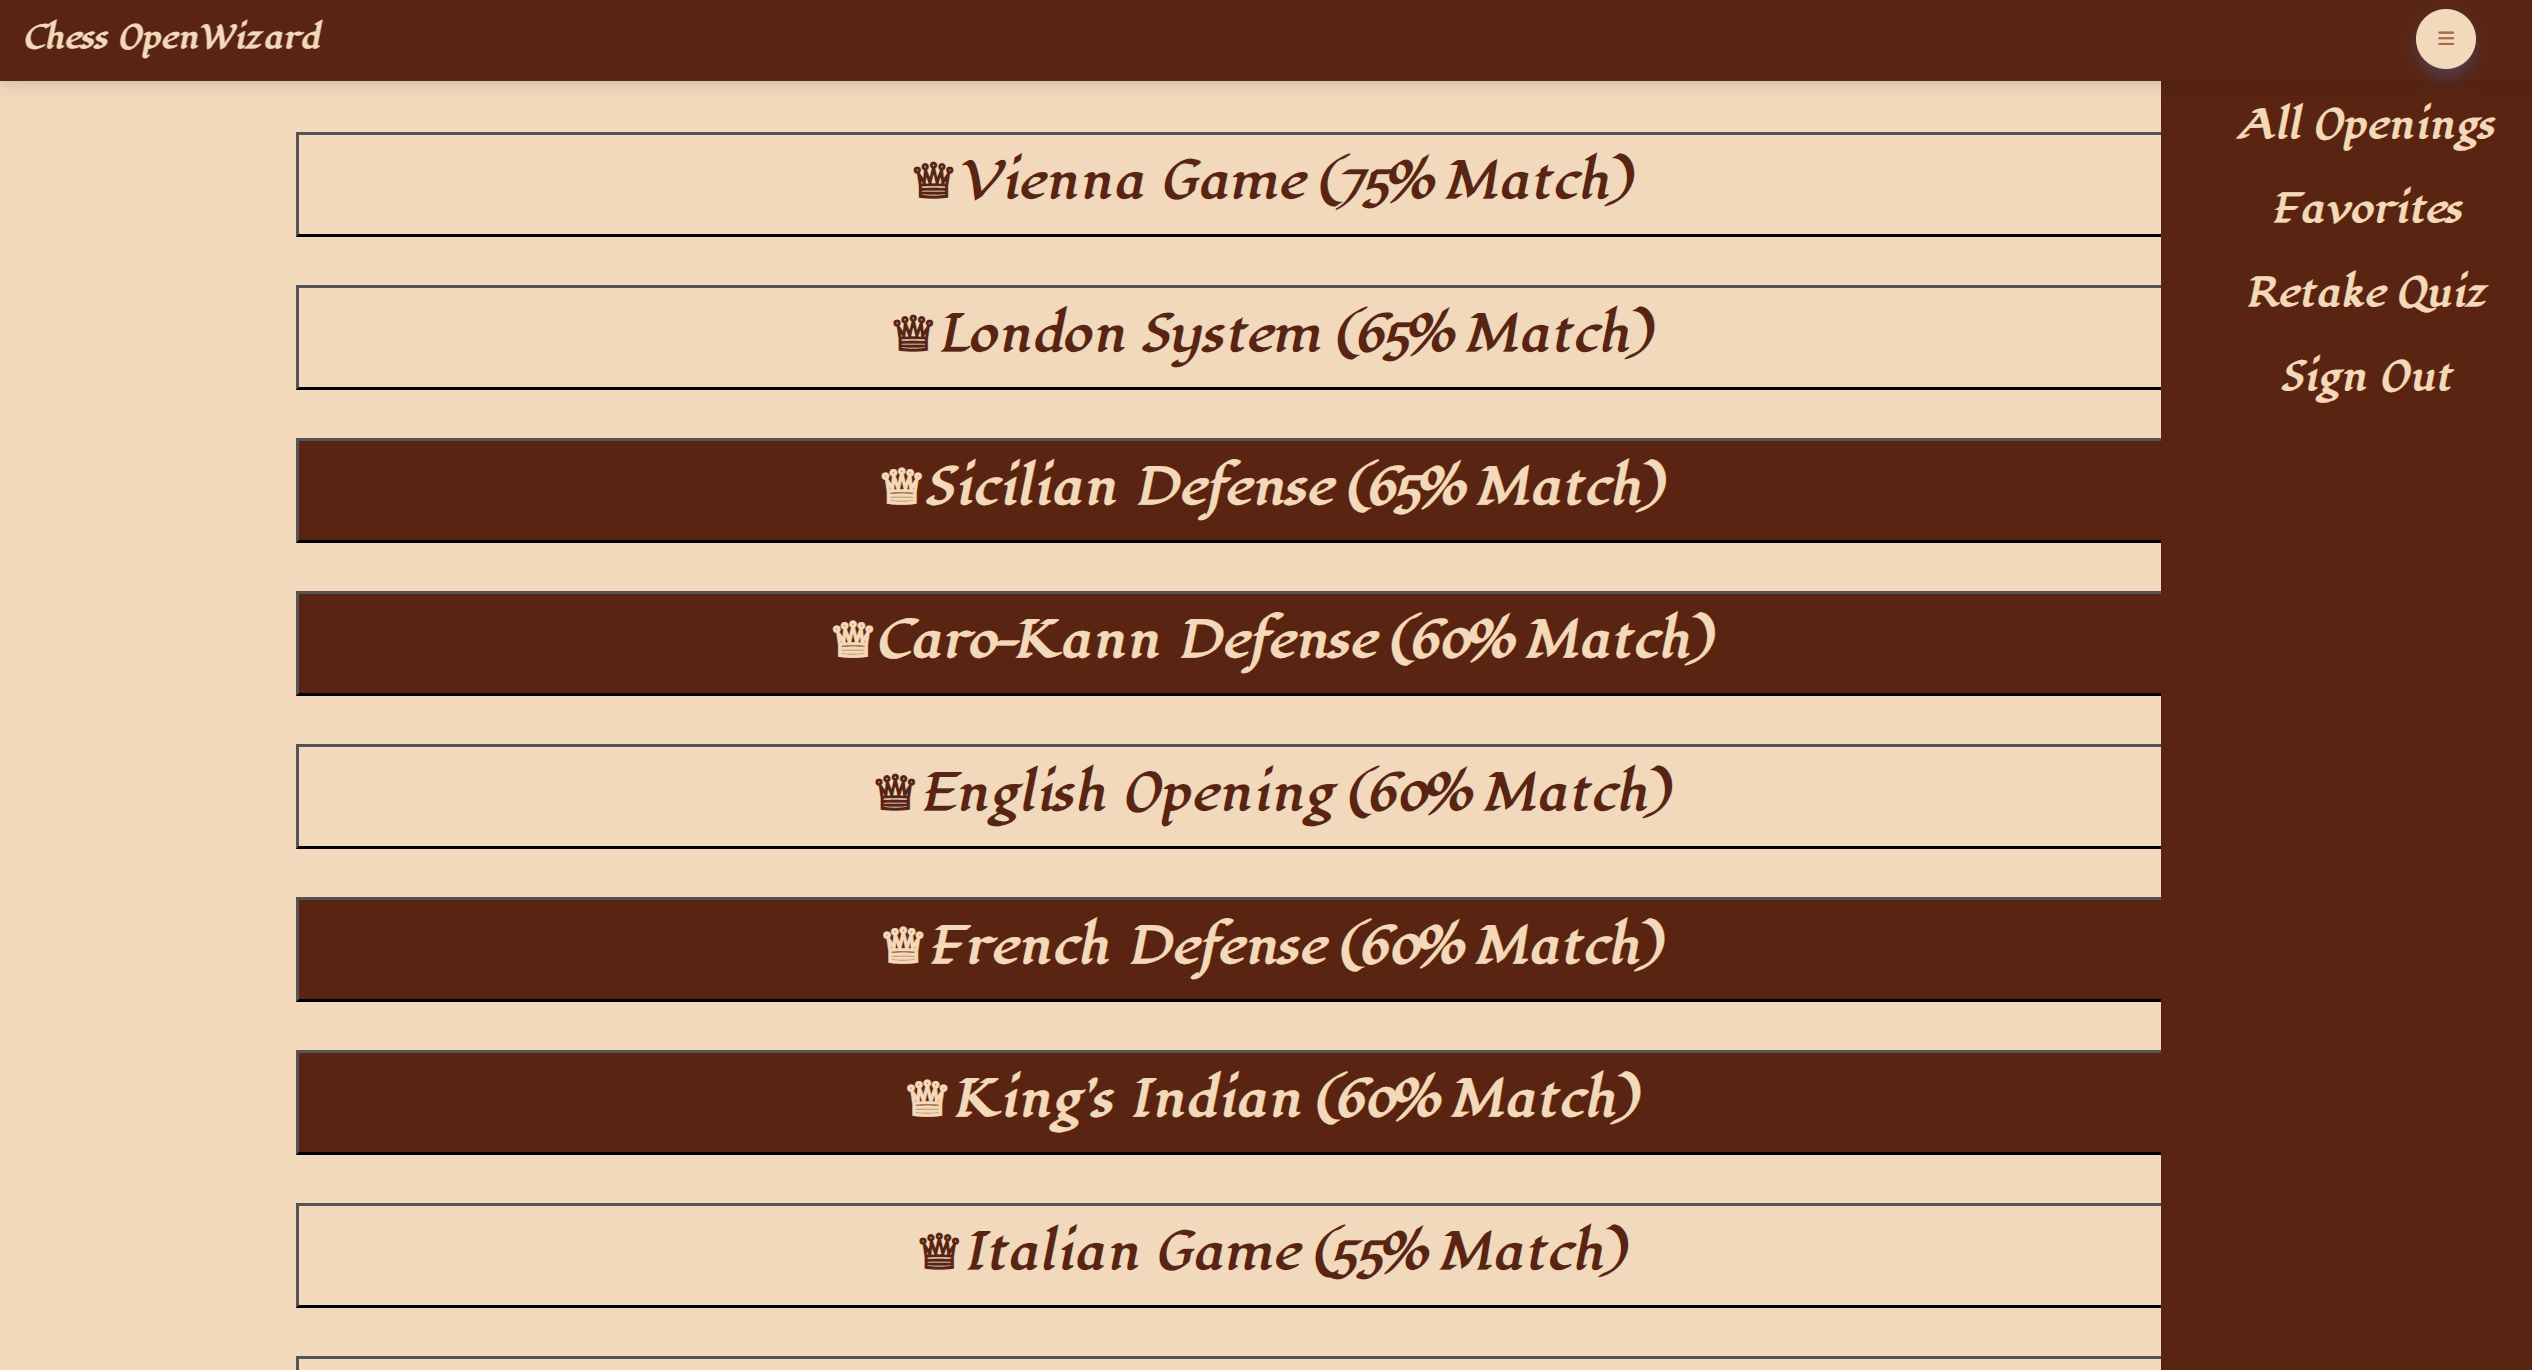 Chess OpenWizard
♛Vienna Game (75% Match)
♛London System (65% Match)
♛Sicilian Defense (65% Match)
♛Caro-Kann Defense (60% Match)
♛English Opening (60% Match)
♛French Defense (60% Match)
♛King's Indian (60% Match)
♛Italian Game (55% Match)
All Openings
Favorites
Retake Quiz
Sign Out